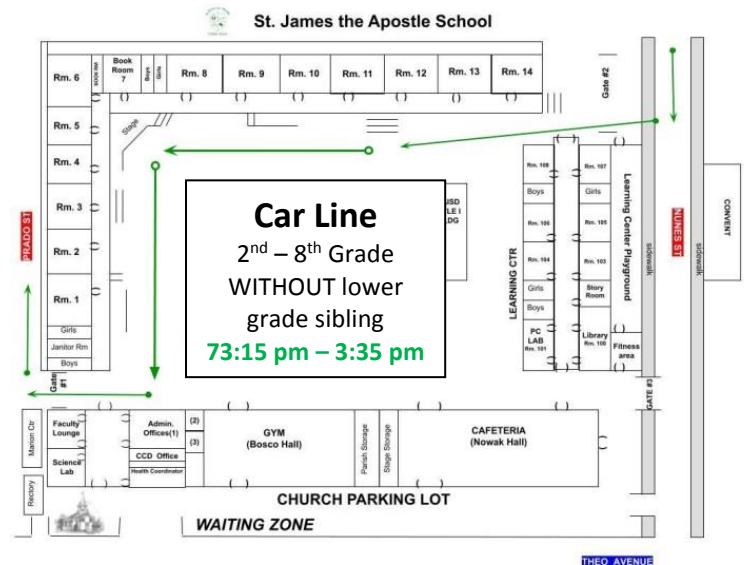 St. James the Apostle School
Rm. 6
BOOK RM
Book
Room
7
Boys
Girls
Rm. 8
Rm. 9
Rm. 10
Rm. 11
Rm. 12
Rm. 13
Rm. 14
Gate #2
Rm. 5
Stage
Rm. 4
Rm. 3
Rm. 2
Rm. 1
Girls
Janitor Rm
Boys
PRADO ST
Gate
#1
Car Line
2nd – 8th Grade
WITHOUT lower
grade sibling
73:15 pm – 3:35 pm
LEARNING CTR
Rm. 108
Boys
Rm. 104
Girls
Boys
PC
LAB
Rm. 101
Rm. 107
Girls
Rm. 105
Rm. 103
Story
Room
Library
Rm. 100
Learning Center Playground
Fitness
area
sidewalk
NUNES ST
sidewalk
CONVENT
GATE #3
Marion Ctr
Rectory
Faculty
Lounge
Science
Lab
Admin.
Offices(1)
CCD Office
Health Coordinator
(2)
(3)
GYM
(Bosco Hall)
Parish Storage
Stage Storage
CAFETERIA
(Nowak Hall)
CHURCH PARKING LOT
WAITING ZONE
THEO AVENUE